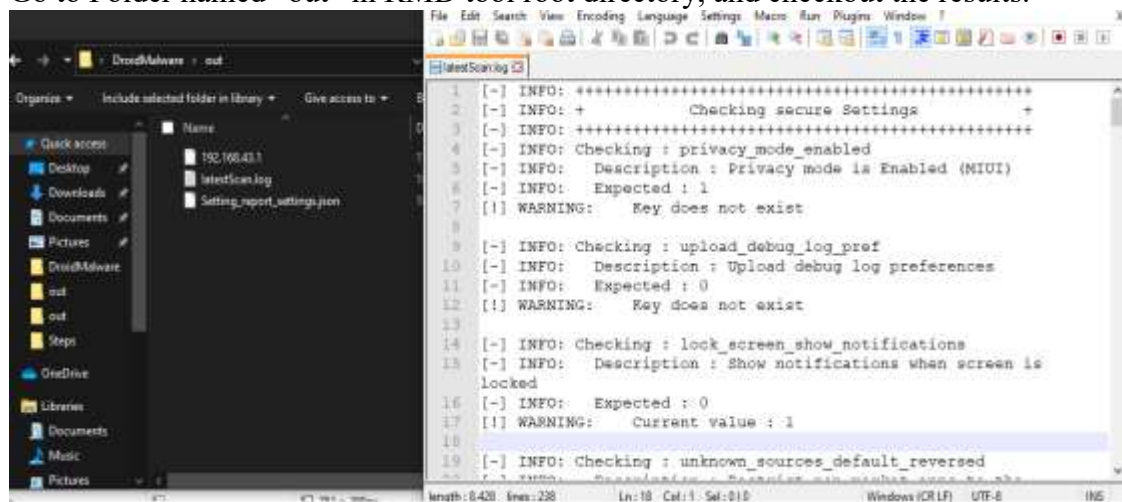 Go to Folder named "out" in RMD tool root directory, and checkout the results.
File Edit Search View Encoding Language Settings Macro Run Plugins Window ?
DroidMalware › out
latestScan.log
Organize
Include selected folder in library
Give access to
Name
Quick access
Desktop
Downloads
Documents
Pictures
DroidMalware
out
out
Steps
OneDrive
Libraries
Documents
Music
Pictures
192.168.43.1
latestScan.log
Setting_report_settings.json
1 [-] INFO: ++++++++++++++++++++++++++++++++++++++++++++++++
2 [-] INFO: + Checking secure Settings +
3 [-] INFO: ++++++++++++++++++++++++++++++++++++++++++++++++
4 [-] INFO: Checking : privacy_mode_enabled
5 [-] INFO: Description : Privacy mode is Enabled (MIUI)
6 [-] INFO: Expected : 1
7 [!] WARNING: Key does not exist
8
9 [-] INFO: Checking : upload_debug_log_pref
10 [-] INFO: Description : Upload debug log preferences
11 [-] INFO: Expected : 0
12 [!] WARNING: Key does not exist
13
14 [-] INFO: Checking : lock_screen_show_notifications
15 [-] INFO: Description : Show notifications when screen is
locked
16 [-] INFO: Expected : 0
17 [!] WARNING: Current value : 1
18
19 [-] INFO: Checking : unknown_sources_default_reversed
length : 8420 lines : 238 Ln : 18 Col : 1 Sel : 0 | 0 Windows (CR LF) UTF-8 INS